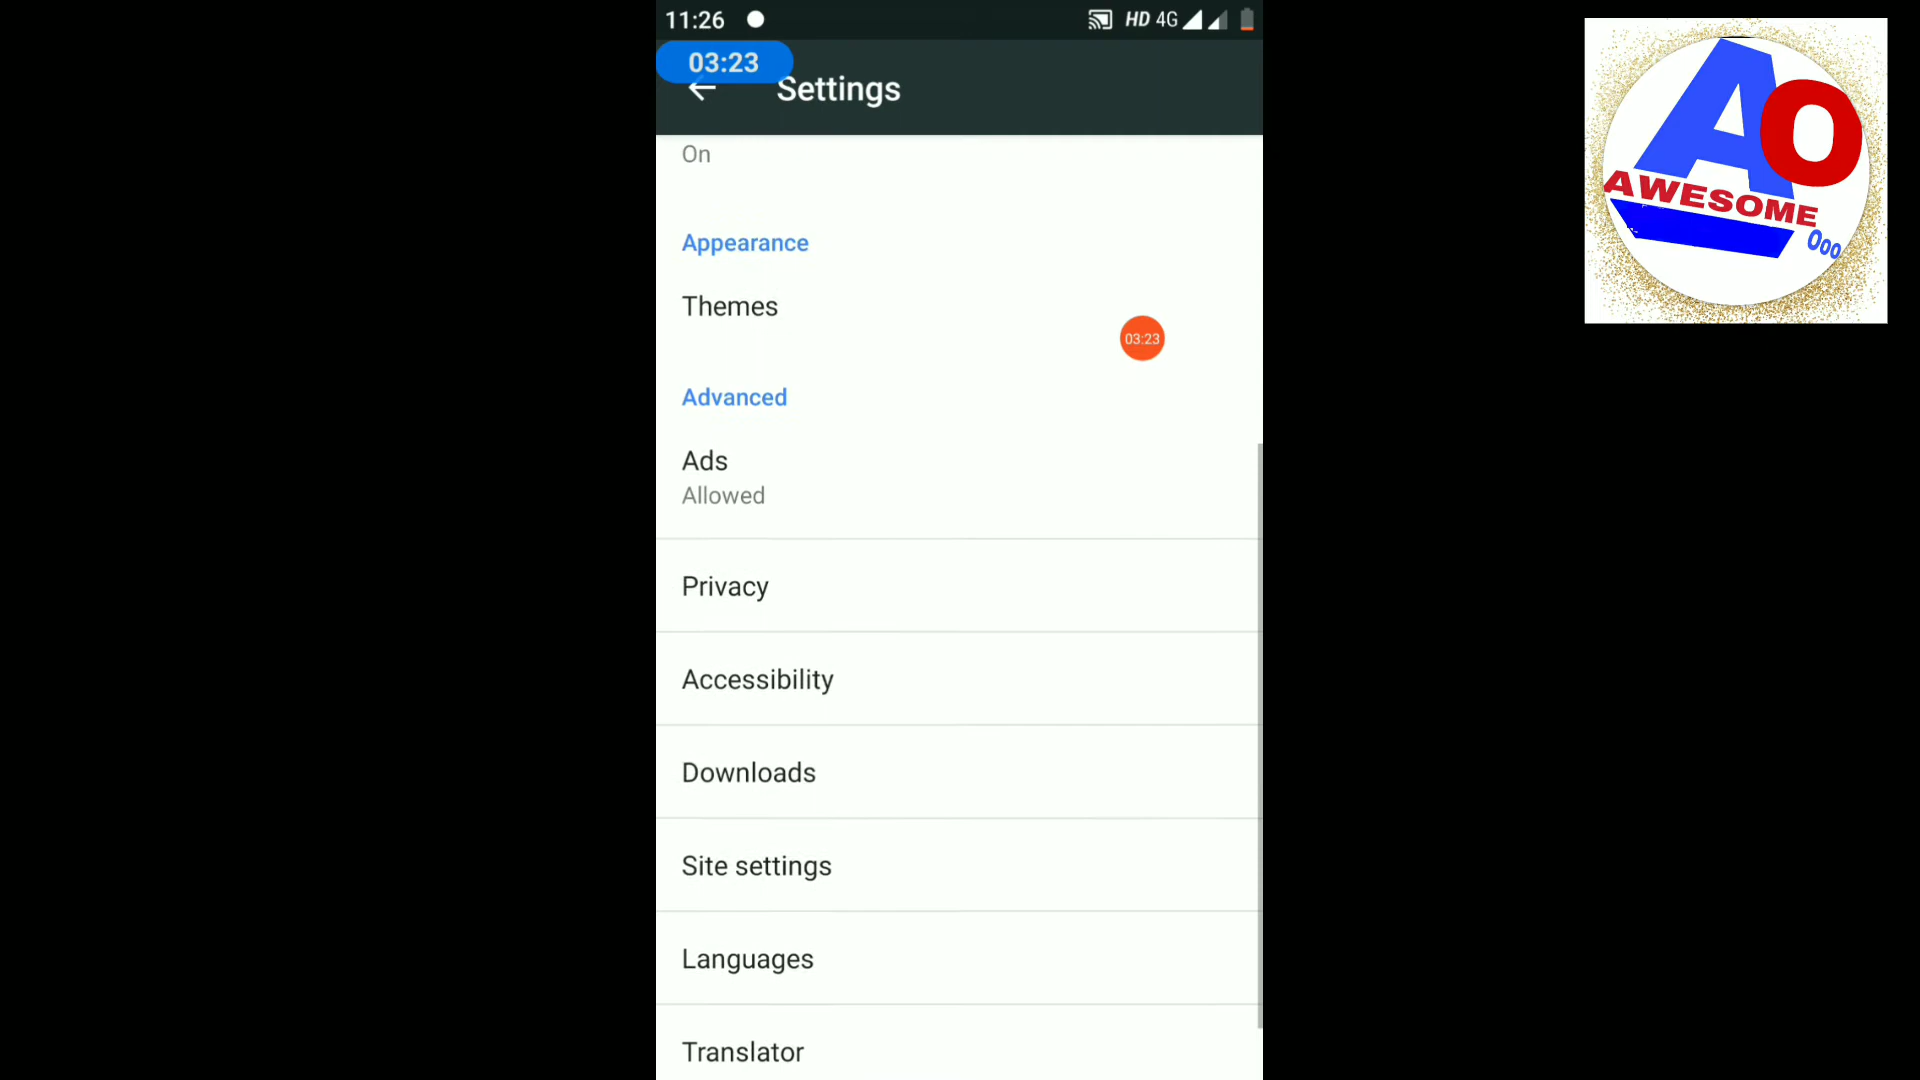 11:26
HD 4G
03:23
Settings
On
Appearance
Themes
03:23
Advanced
Ads
Allowed
Privacy
Accessibility
Downloads
Site settings
Languages
Translator
AO
AWESOME
Ooo